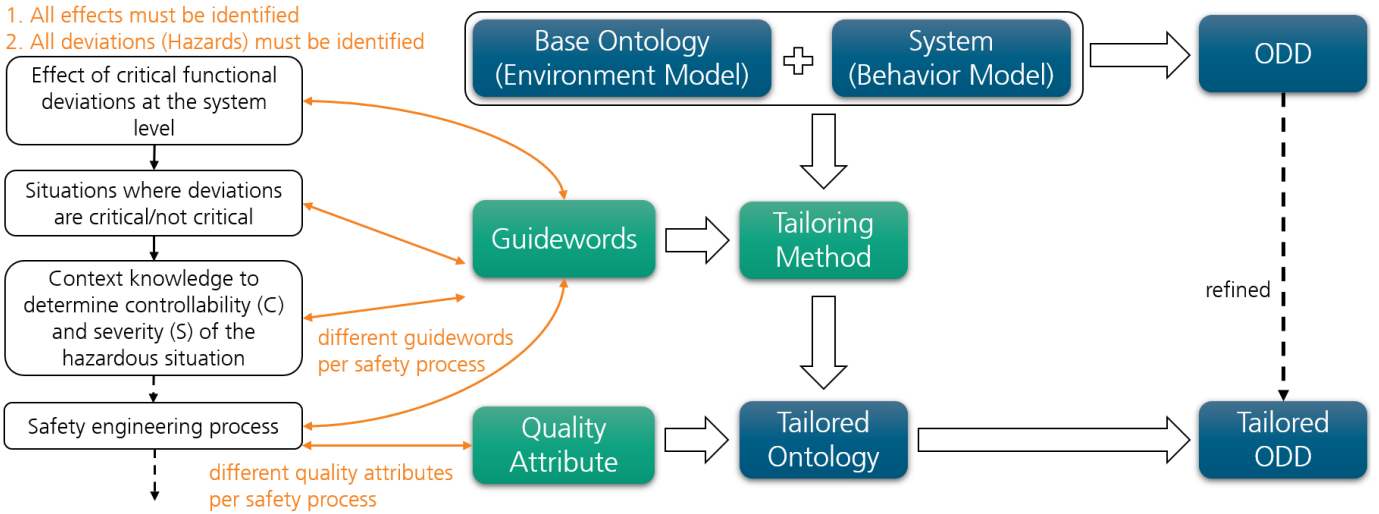 1. All effects must be identified
2. All deviations (Hazards) must be identified
Effect of critical functional
deviations at the system
level
Situations where deviations
are critical/not critical
Context knowledge to
determine controllability (C)
and severity (S) of the
hazardous situation
Safety engineering process
different guidewords
per safety process
different quality attributes
per safety process
Base Ontology
(Environment Model)
System
(Behavior Model)
ODD
Guidewords
Tailoring
Method
refined
Quality
Attribute
Tailored
Ontology
Tailored
ODD